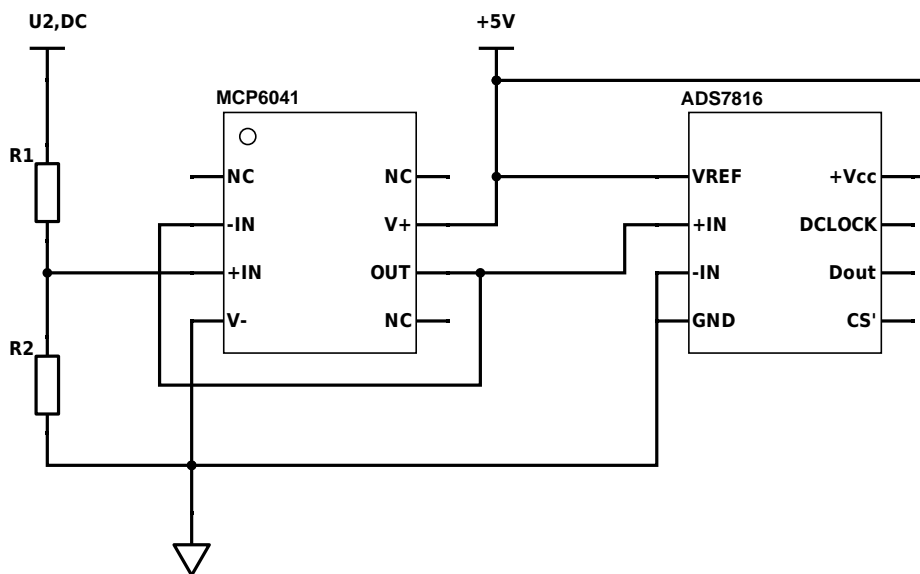 U2,DC
+5V
MCP6041
ADS7816
R1
NC
NC
VREF
+Vcc
-IN
V+
+IN
DCLOCK
+IN
OUT
-IN
Dout
V-
NC
GND
CS'
R2